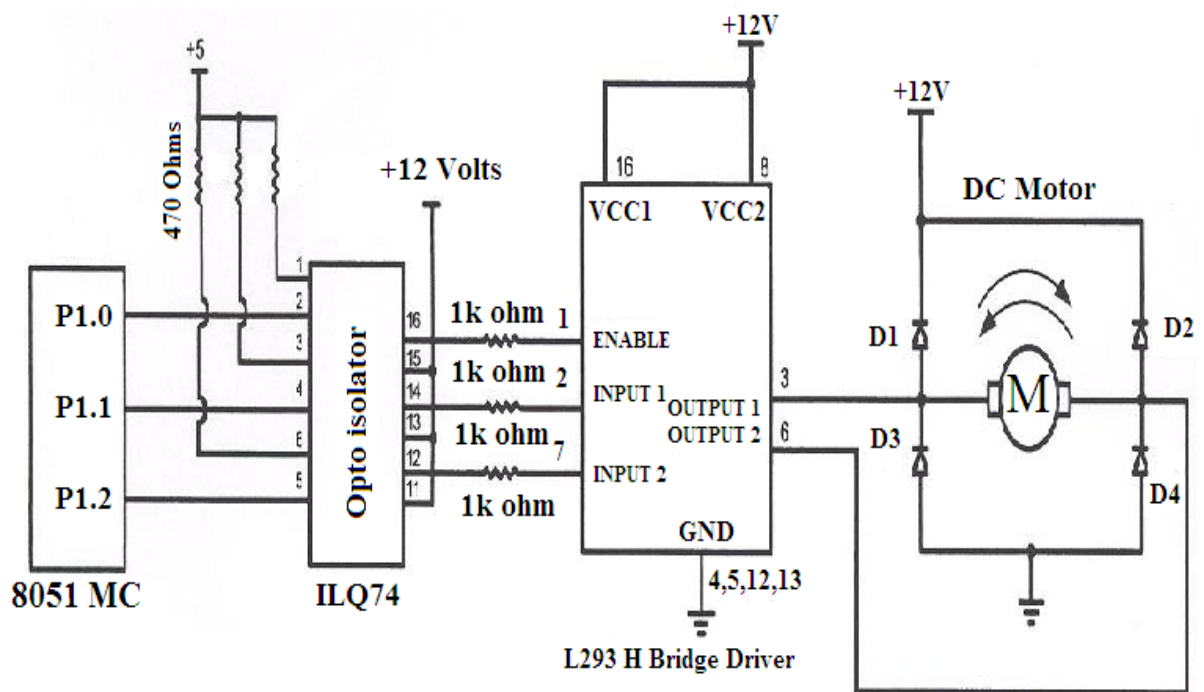 +5
470 Ohms
P1.0
P1.1
P1.2
8051 MC
1
2
3
4
6
5
Opto isolator
16
15
14
13
12
11
ILQ74
+12 Volts
1k ohm
1k ohm
1k ohm
1k ohm
1
2
7
+12V
16
8
VCC1
VCC2
ENABLE
INPUT 1
OUTPUT 1
OUTPUT 2
INPUT 2
GND
3
6
4,5,12,13
L293 H Bridge Driver
+12V
DC Motor
D1
D2
M
D3
D4